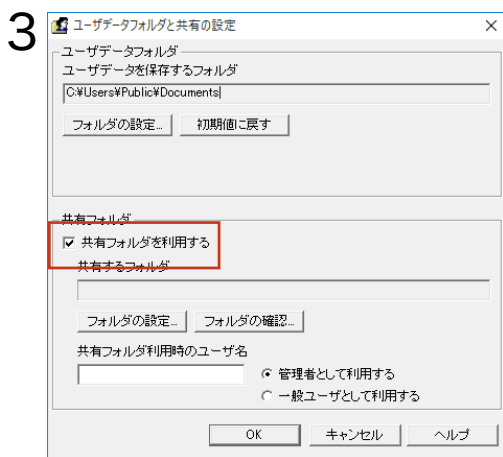 3
ユーザデータフォルダと共有の設定
ユーザデータフォルダ
ユーザデータを保存するフォルダ
C:¥Users¥Public¥Documents
フォルダの設定... 初期値に戻す
共有フォルダ
共有フォルダを利用する
共有するフォルダ
フォルダの設定... フォルダの確認...
共有フォルダ利用時のユーザ名
管理者として利用する
一般ユーザとして利用する
OK キャンセル ヘルプ